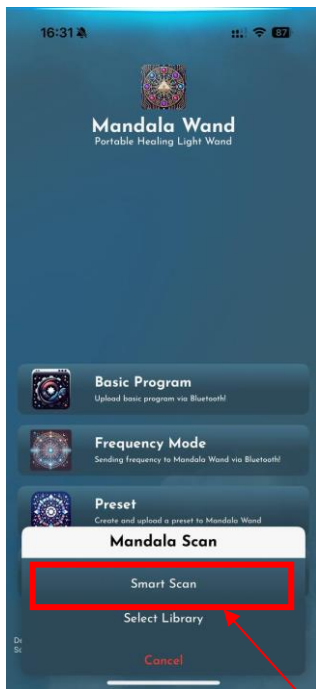 16:31
87
Mandala Wand
Portable Healing Light Wand
Basic Program
Upload basic program via Bluetooth!
Frequency Mode
Sending frequency to Mandala Wand via Bluetooth!
Preset
Create and upload a preset to Mandala Wand
Mandala Scan
Smart Scan
Select Library
Cancel